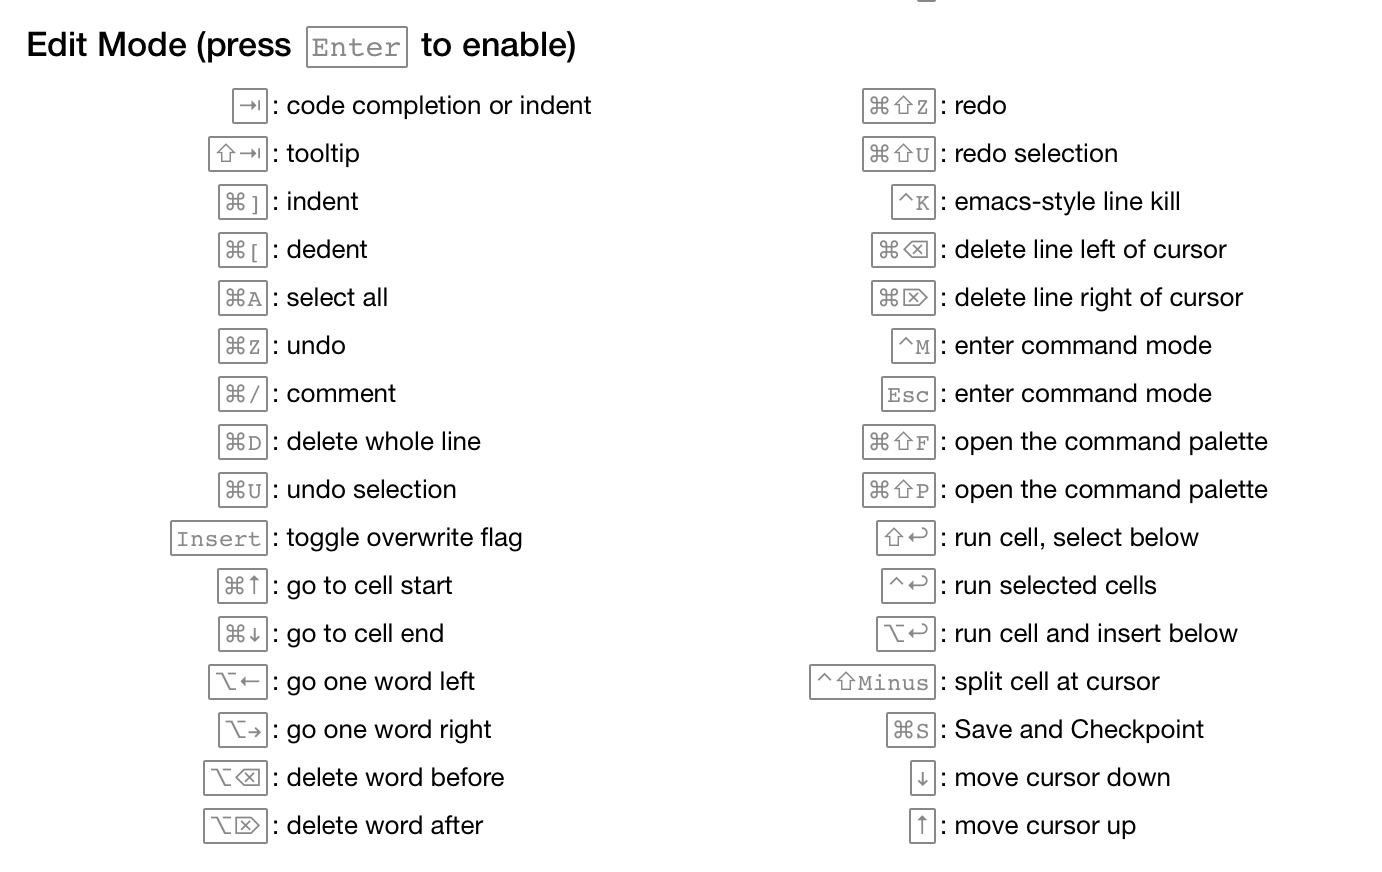 Edit Mode (press Enter to enable)
⇥ : code completion or indent
⇧⇥ : tooltip
⌘] : indent
⌘[ : dedent
⌘A : select all
⌘Z : undo
⌘/ : comment
⌘D : delete whole line
⌘U : undo selection
Insert : toggle overwrite flag
⌘↑ : go to cell start
⌘↓ : go to cell end
⌥← : go one word left
⌥→ : go one word right
⌥⌫ : delete word before
⌥⌦ : delete word after
⌘⇧Z : redo
⌘⇧U : redo selection
^K : emacs-style line kill
⌘⌫ : delete line left of cursor
⌘⌦ : delete line right of cursor
^M : enter command mode
Esc : enter command mode
⌘⇧F : open the command palette
⌘⇧P : open the command palette
⇧↩ : run cell, select below
^↩ : run selected cells
⌥↩ : run cell and insert below
^⇧Minus : split cell at cursor
⌘S : Save and Checkpoint
↓ : move cursor down
↑ : move cursor up